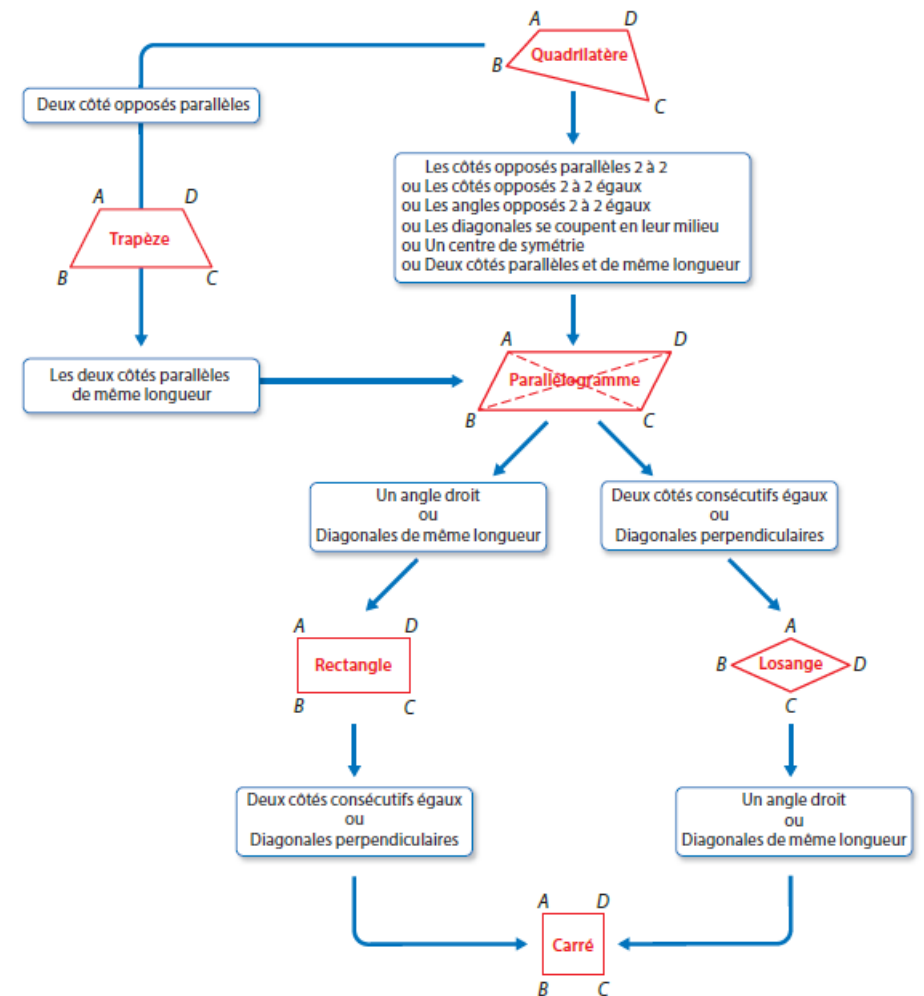 A D
Quadrilatère
B
C
Deux côté opposés parallèles
Les côtés opposés parallèles 2 à 2
ou Les côtés opposés 2 à 2 égaux
ou Les angles opposés 2 à 2 égaux
ou Les diagonales se coupent en leur milieu
ou Un centre de symétrie
ou Deux côtés parallèles et de même longueur
A D
Trapèze
B C
Les deux côtés parallèles
de même longueur
A D
Parallélogramme
B C
Un angle droit
ou
Diagonales de même longueur
Deux côtés consécutifs égaux
ou
Diagonales perpendiculaires
A D
Rectangle
B C
A
B Losange D
C
Deux côtés consécutifs égaux
ou
Diagonales perpendiculaires
Un angle droit
ou
Diagonales de même longueur
A D
Carré
B C